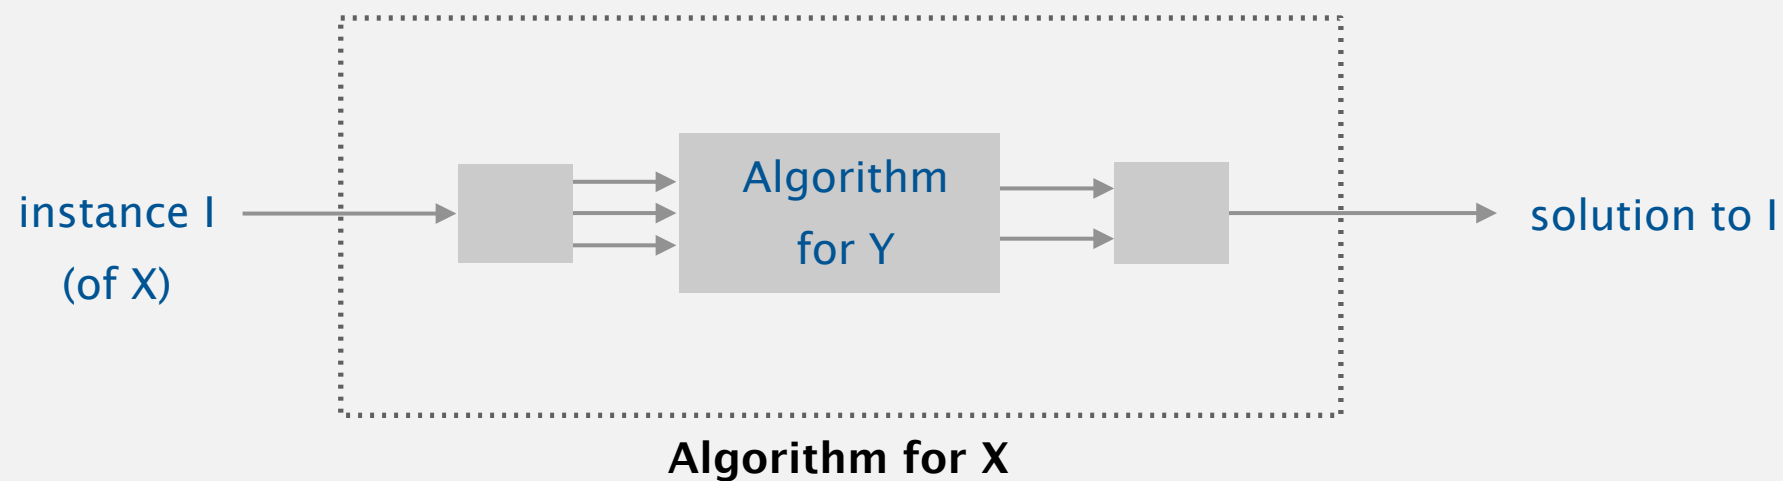 instance I
(of X)
Algorithm
for Y
solution to I
Algorithm for X